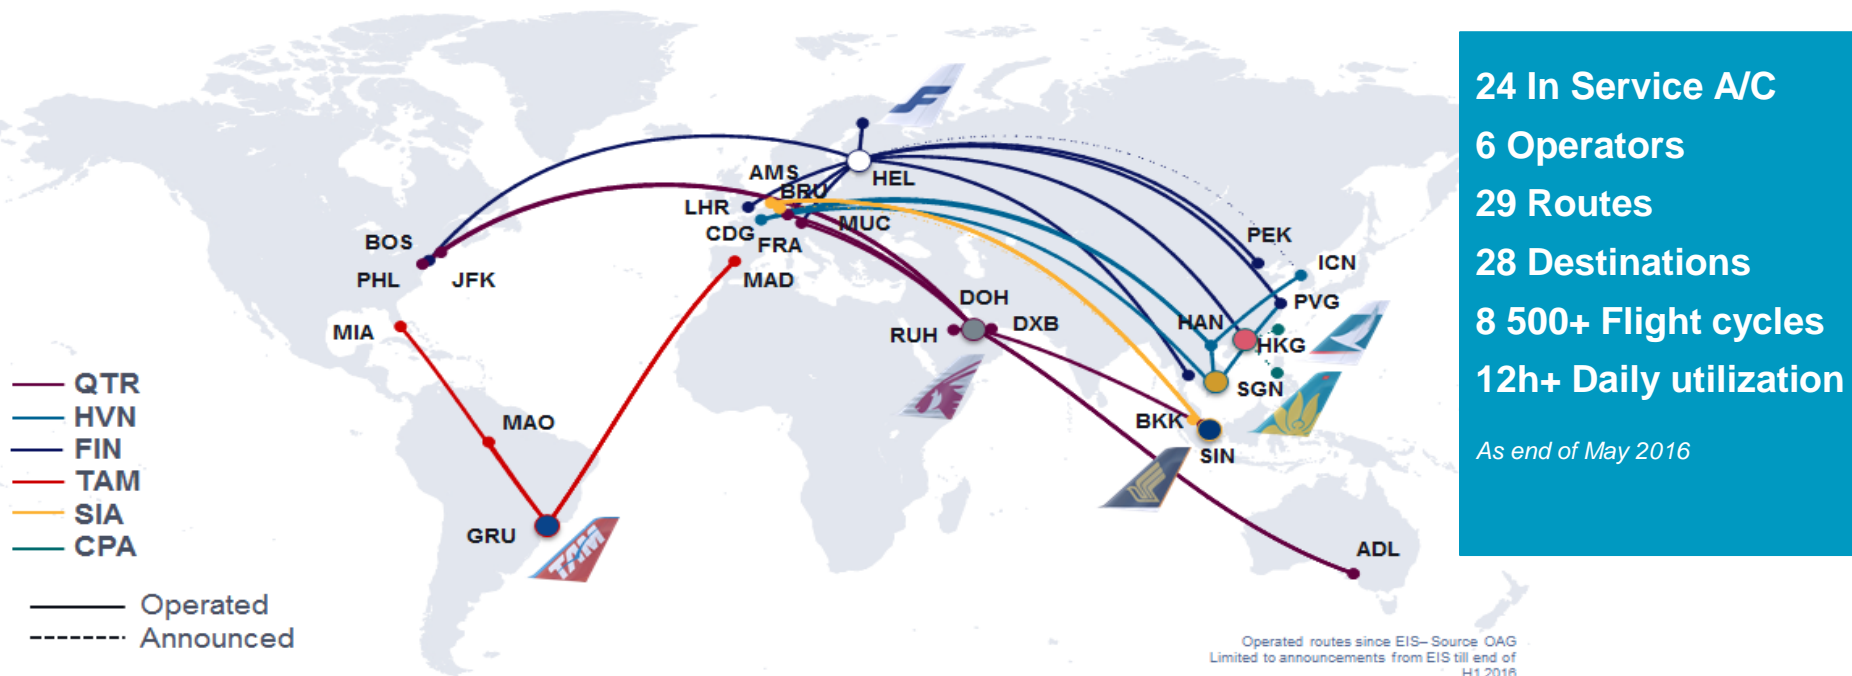 AMS
BRU
HEL
LHR
CDG
FRA
MUC
BOS
PHL
JFK
MAD
MIA
DOH
RUH
DXB
PEK
ICN
PVG
HAN
HKG
SGN
BKK
SIN
MAO
GRU
TAM
ADL
QTR
HVN
FIN
TAM
SIA
CPA
Operated
Announced
24 In Service A/C
6 Operators
29 Routes
28 Destinations
8 500+ Flight cycles
12h+ Daily utilization
As end of May 2016
Operated routes since EIS– Source OAG
Limited to announcements from EIS till end of
H1 2016